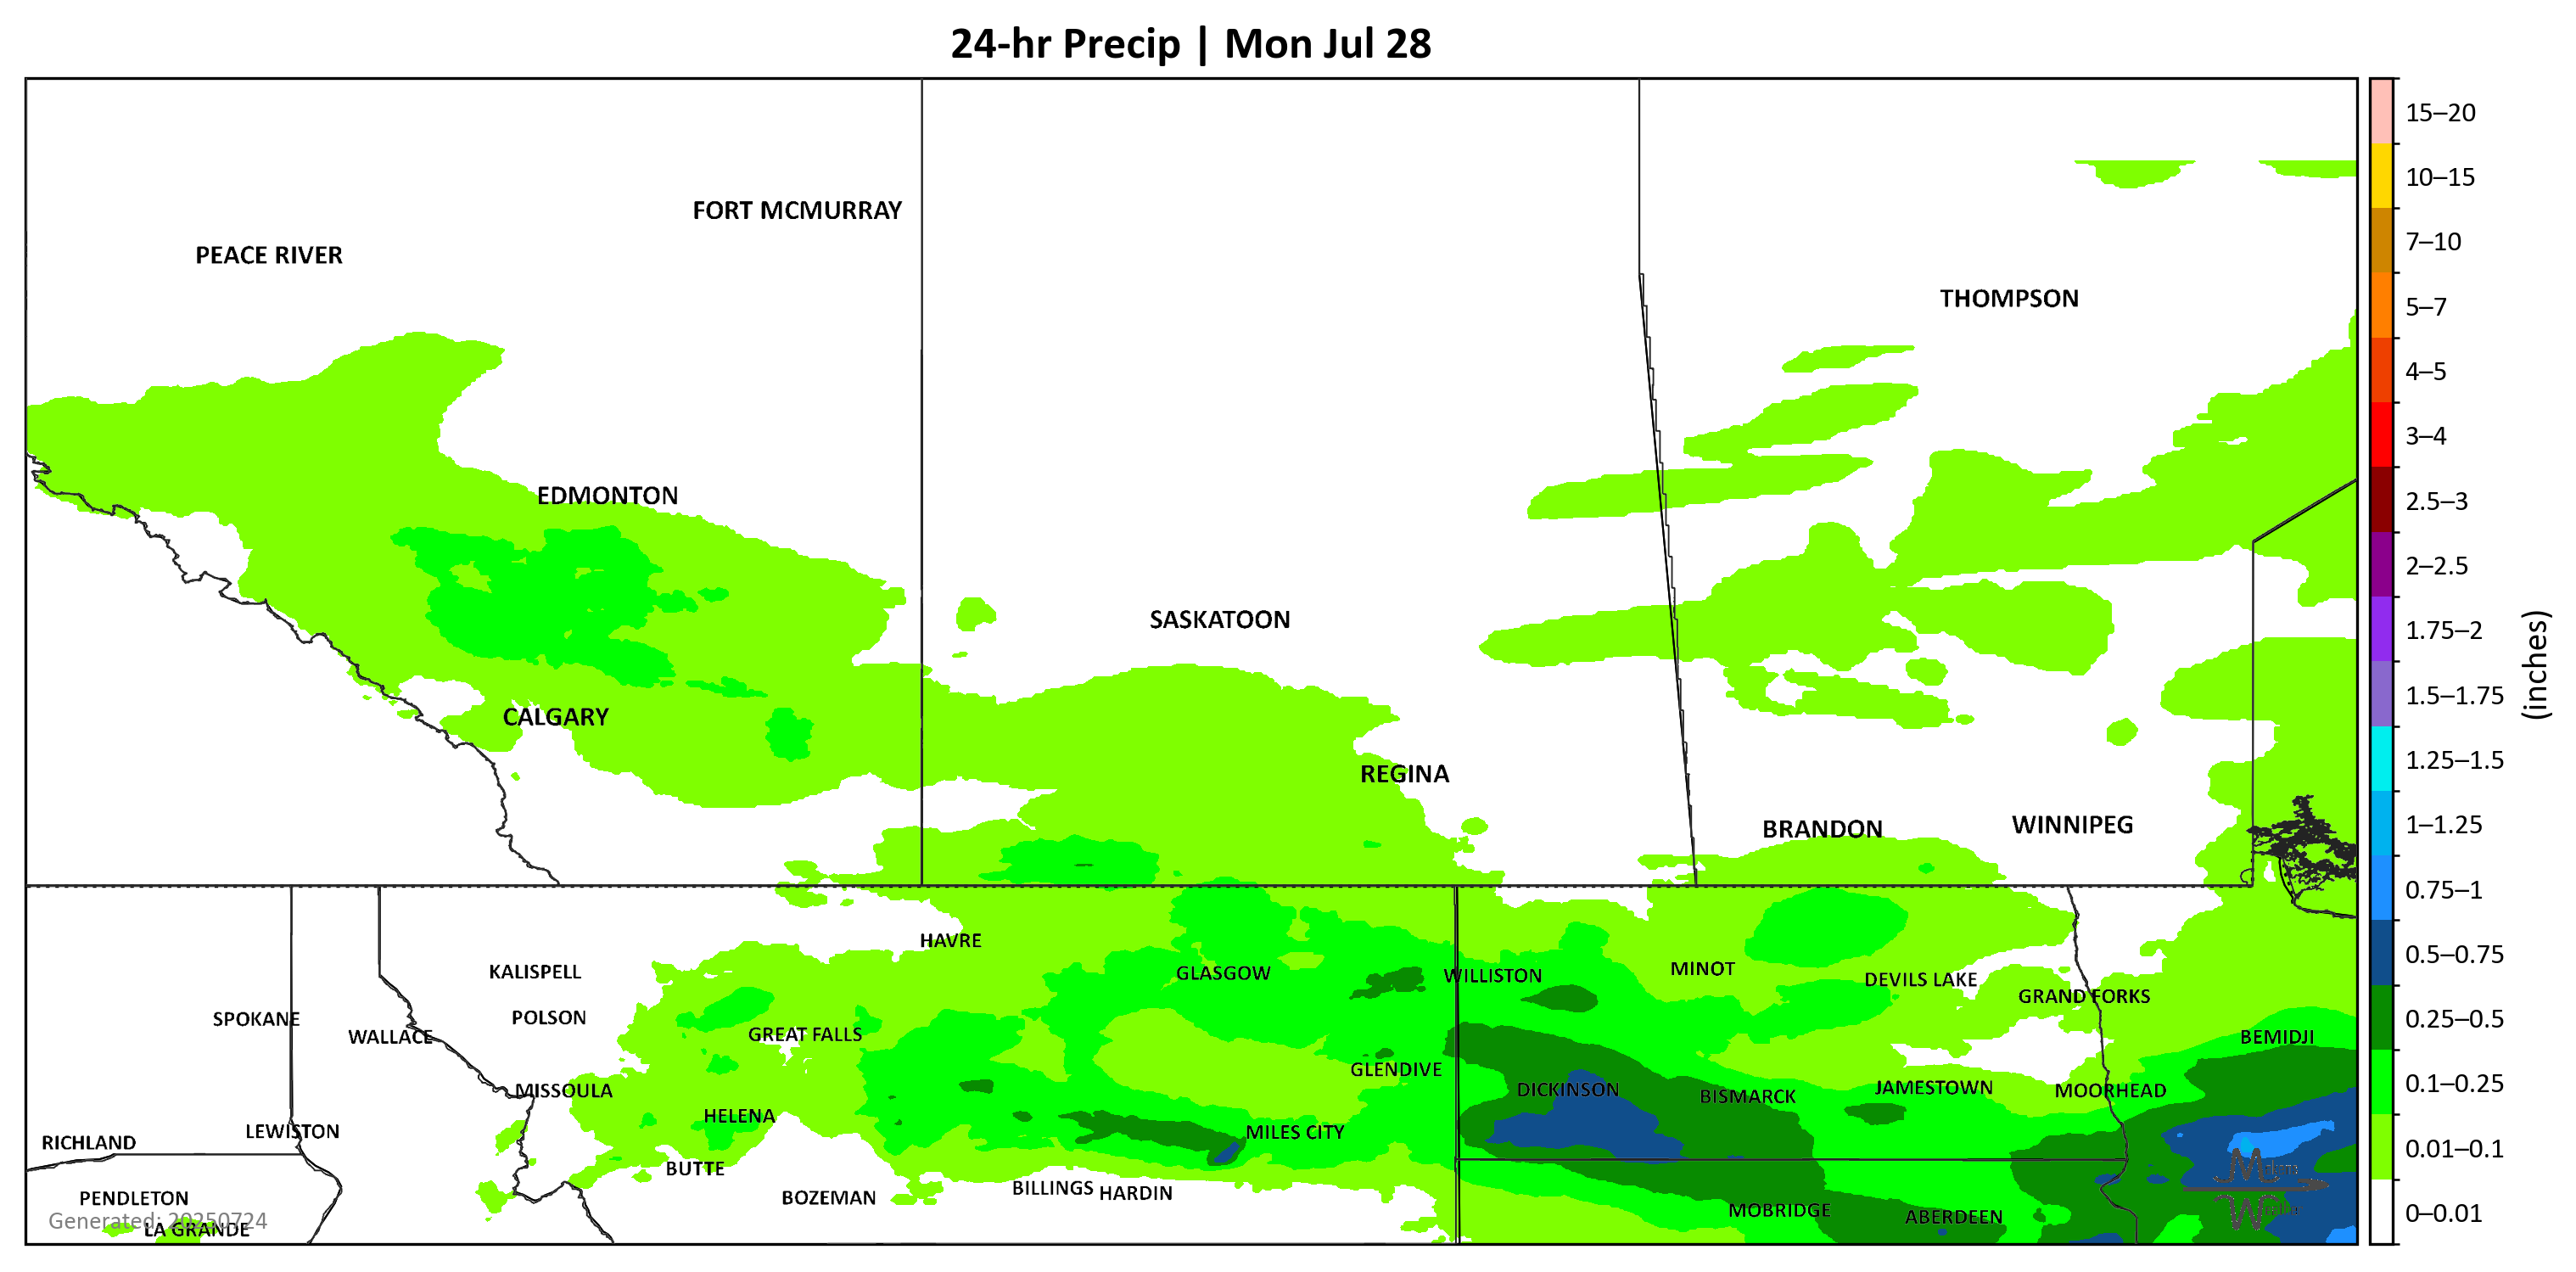 24-hr Precip | Mon Jul 28
FORT MCMURRAY
PEACE RIVER
THOMPSON
EDMONTON
SASKATOON
CALGARY
REGINA
BRANDON
WINNIPEG
HAVRE
KALISPELL
GLASGOW
WILLISTON
MINOT
DEVILS LAKE
GRAND FORKS
SPOKANE
POLSON
WALLACE
GREAT FALLS
BEMIDJI
GLENDIVE
MISSOULA
DICKINSON
BISMARCK
JAMESTOWN
MOORHEAD
HELENA
RICHLAND
LEWISTON
MILES CITY
BUTTE
PENDLETON
BOZEMAN
BILLINGS
HARDIN
MOBRIDGE
ABERDEEN
Generated: 20250724
LA GRANDE
15–20
10–15
7–10
5–7
4–5
3–4
2.5–3
2–2.5
1.75–2
1.5–1.75
1.25–1.5
1–1.25
0.75–1
0.5–0.75
0.25–0.5
0.1–0.25
0.01–0.1
0–0.01
(inches)